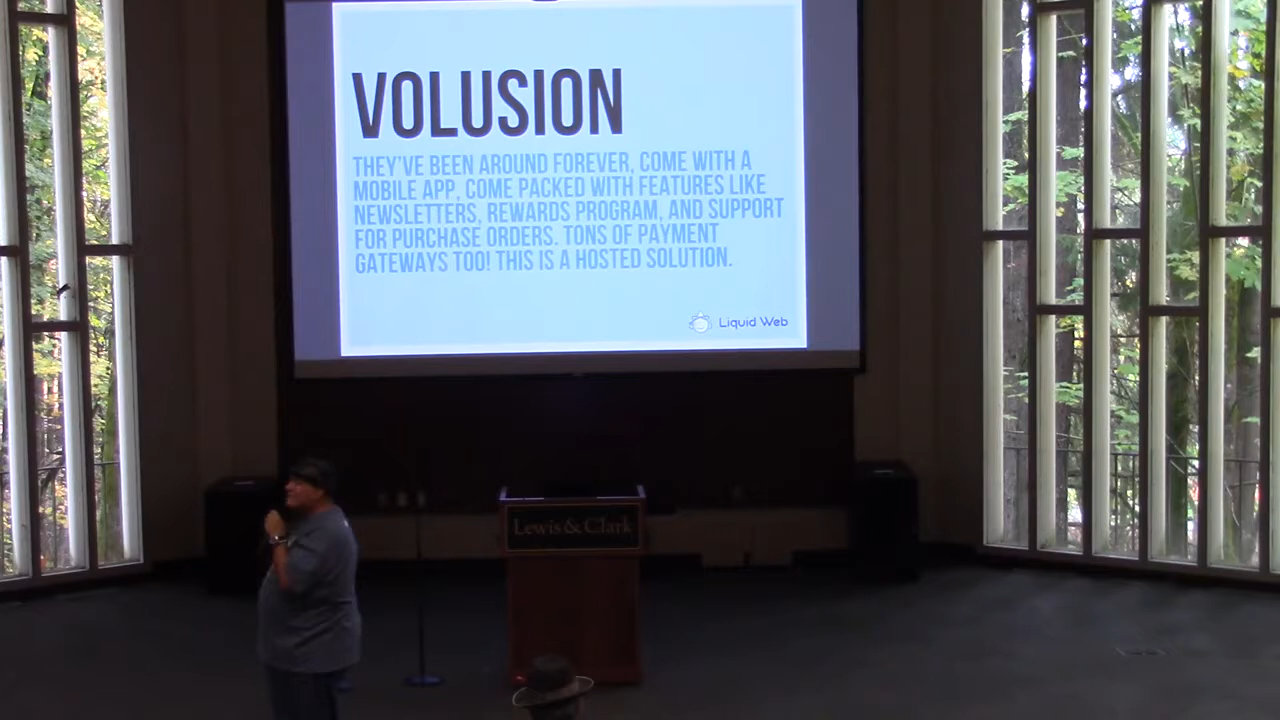 VOLUSION
THEY'VE BEEN AROUND FOREVER, COME WITH A
MOBILE APP, COME PACKED WITH FEATURES LIKE
NEWSLETTERS, REWARDS PROGRAM, AND SUPPORT
FOR PURCHASE ORDERS. TONS OF PAYMENT
GATEWAYS TOO! THIS IS A HOSTED SOLUTION.
Liquid Web
Lewis & Clark